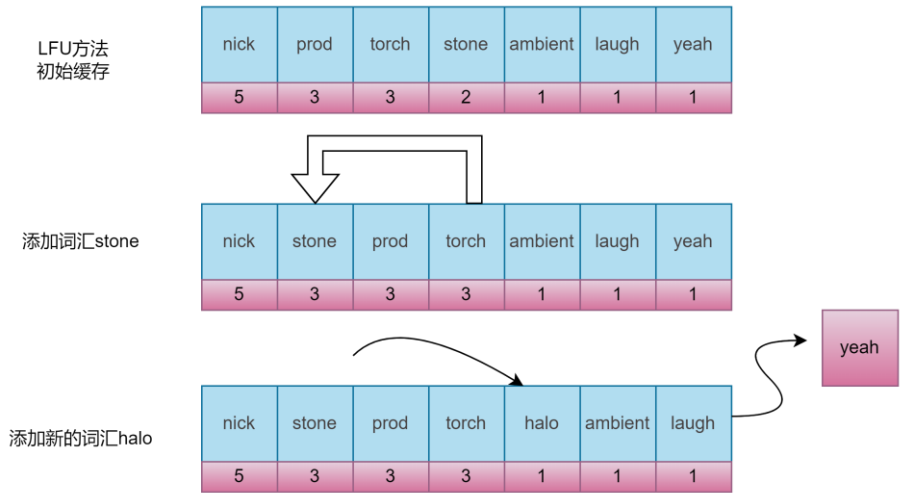 LFU方法
初始缓存
nick prod torch stone ambient laugh yeah
5 3 3 2 1 1 1
添加词汇stone
nick stone prod torch ambient laugh yeah
5 3 3 3 1 1 1
yeah
添加新的词汇halo
nick stone prod torch halo ambient laugh
5 3 3 3 1 1 1